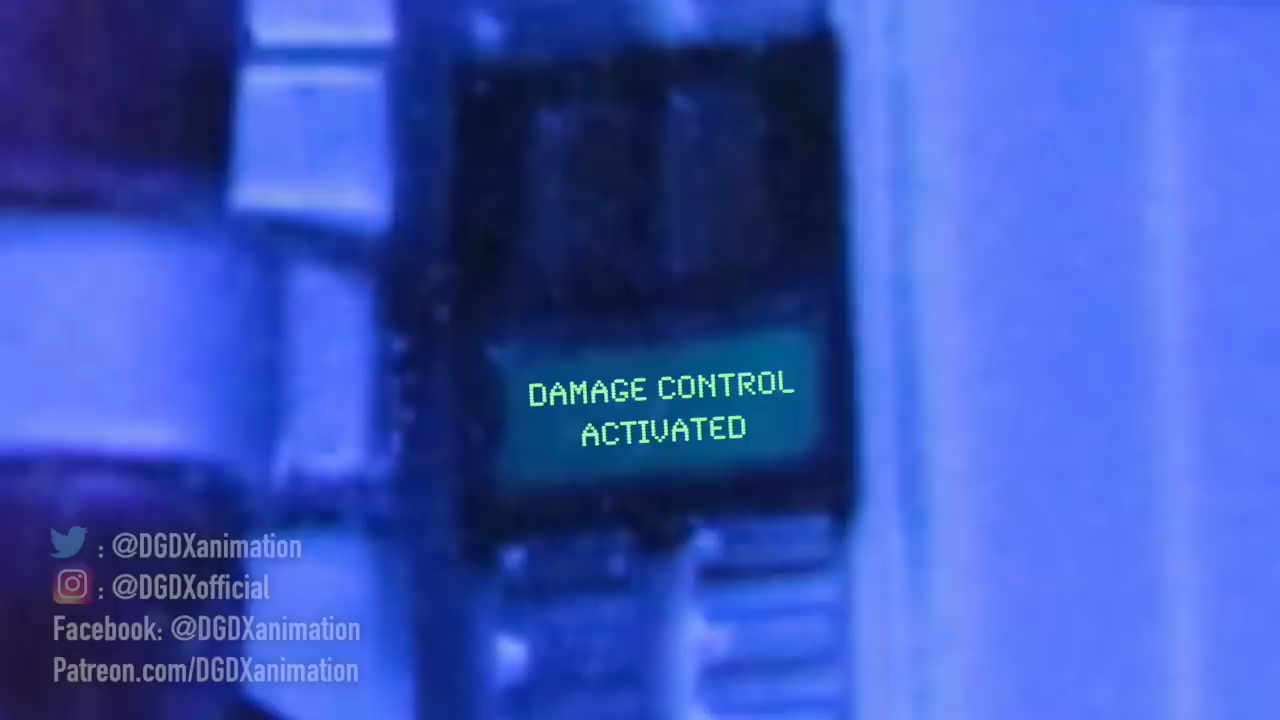 DAMAGE CONTROL
ACTIVATED
: @DGDXanimation
: @DGDXofficial
Facebook: @DGDXanimation
Patreon.com/DGDXanimation